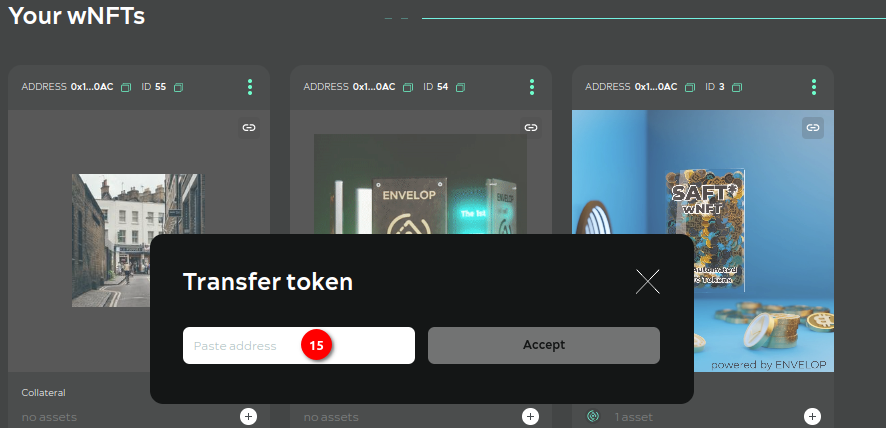 Your wNFTs
ADDRESS 0x1...0AC ID 55
ADDRESS 0x1...0AC ID 54
ADDRESS 0x1...0AC ID 3
ENVELOP
The 1st
SAFT*
wNFT
Automated
Tokens
powered by ENVELOP
Transfer token
Paste address
15
Accept
Collateral
no assets
no assets
1 asset